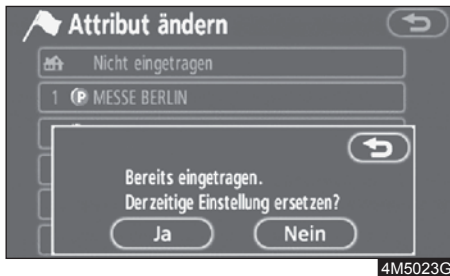 Attribut ändern
Nicht eingetragen
1 P MESSE BERLIN
Bereits eingetragen.
Derzeitige Einstellung ersetzen?
Ja Nein
4M5023G